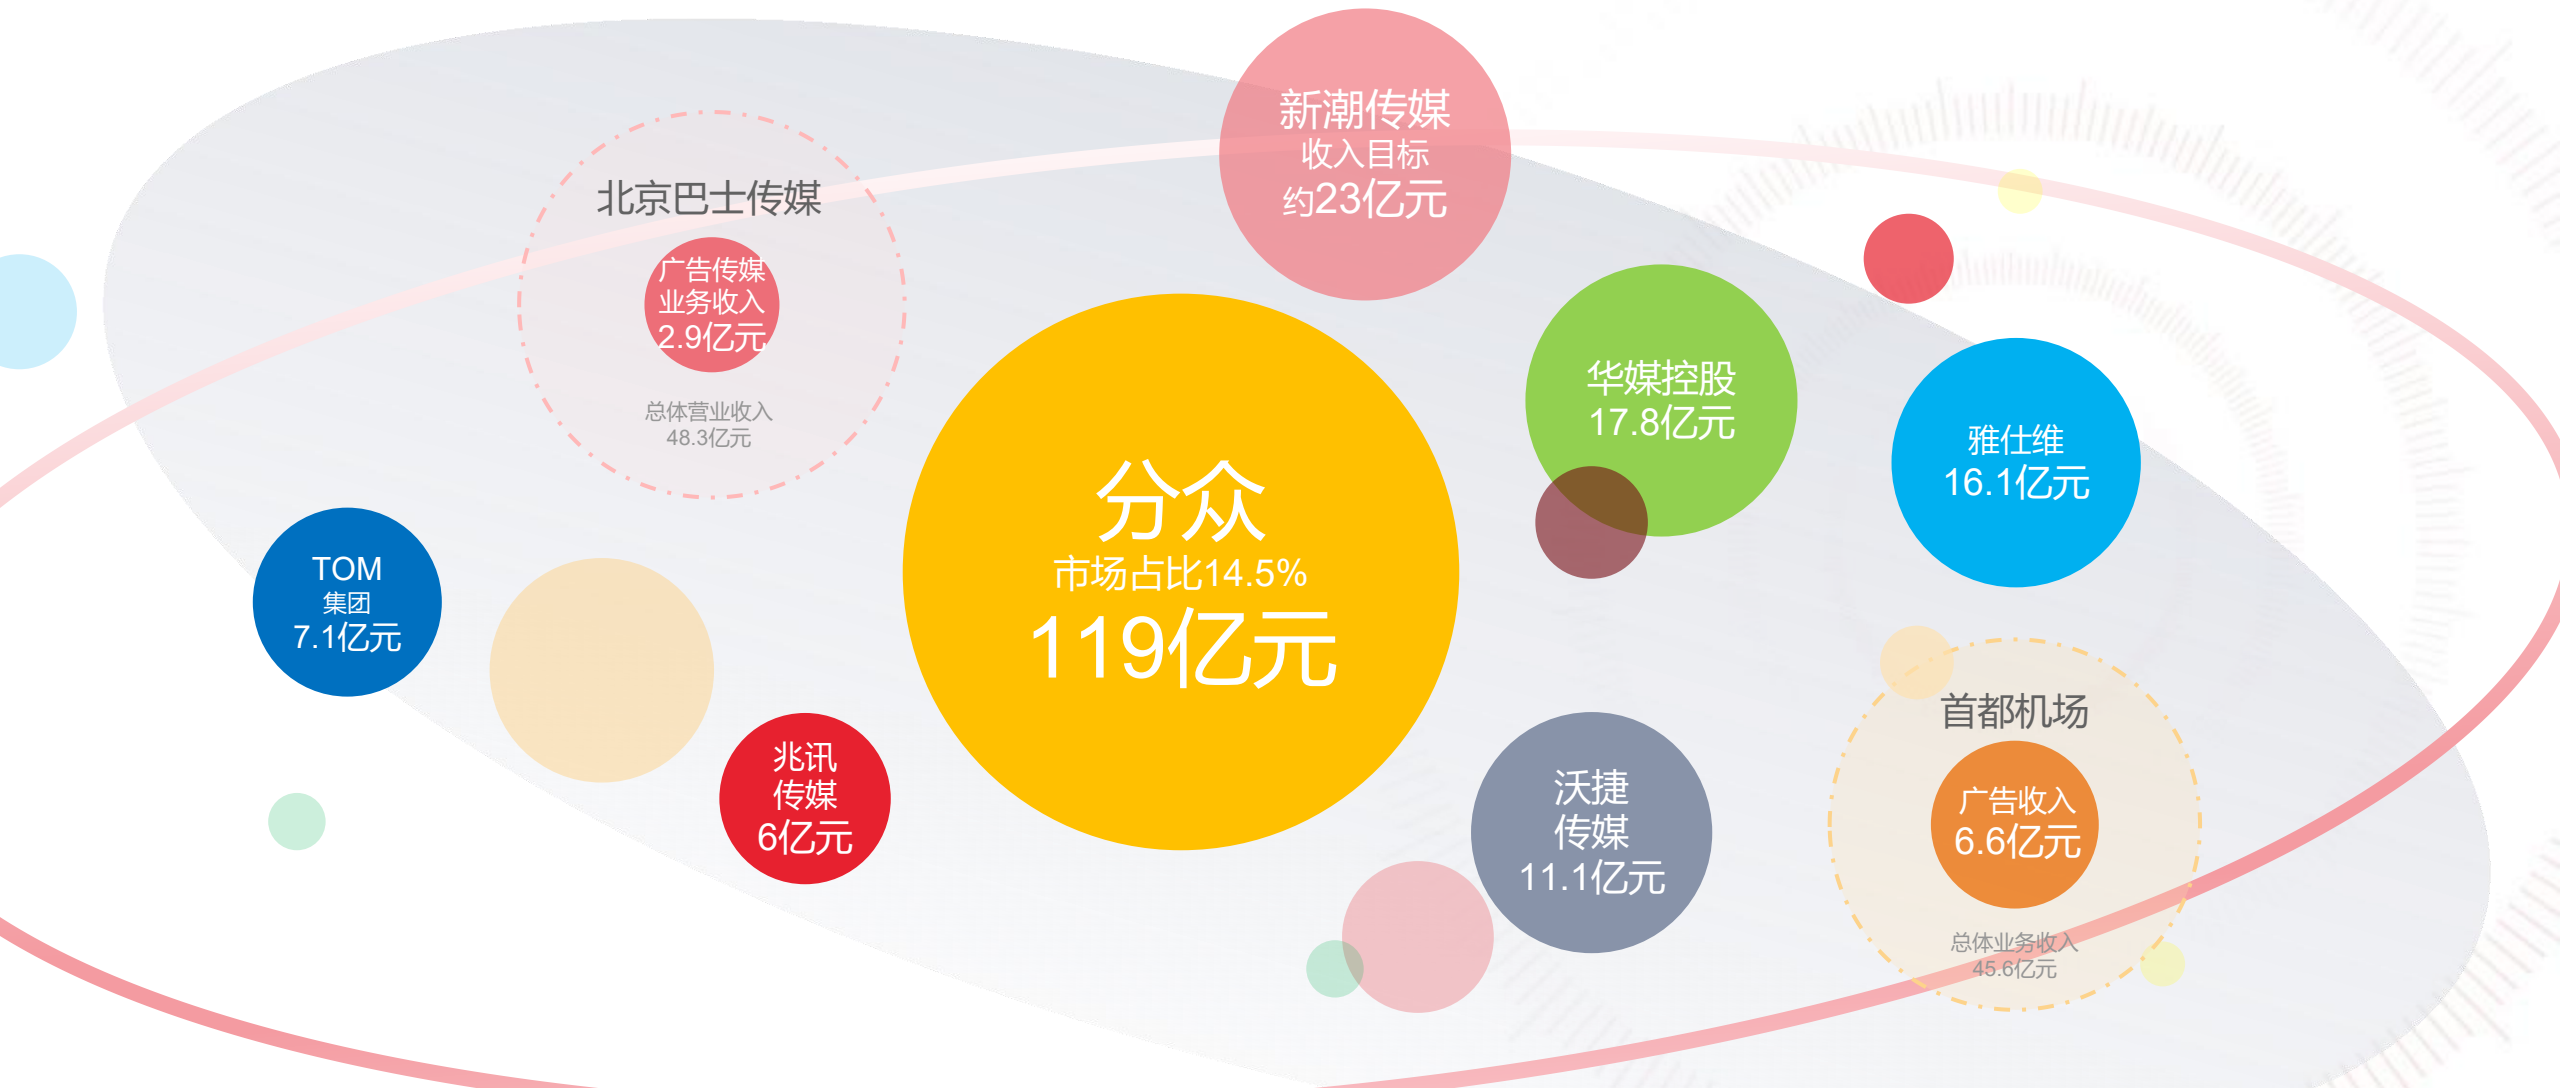 新潮传媒
收入目标
约23亿元
北京巴士传媒
广告传媒
业务收入
2.9亿元
总体营业收入
48.3亿元
华媒控股
17.8亿元
雅仕维
16.1亿元
分众
市场占比14.5%
119亿元
TOM
集团
7.1亿元
兆讯
传媒
6亿元
沃捷
传媒
11.1亿元
首都机场
广告收入
6.6亿元
总体业务收入
45.6亿元